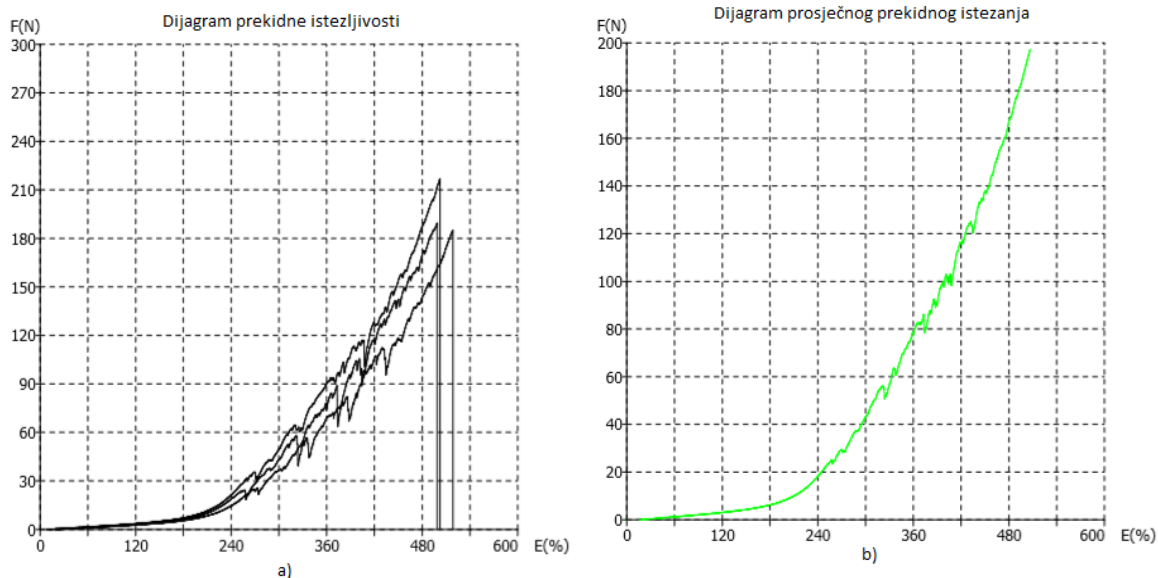 Dijagram prekidne istezljivosti
F(N)
300
270
240
210
180
150
120
90
60
30
0
0 120 240 360 480 600 E(%)
a)
Dijagram prosječnog prekidnog istezanja
F(N)
200
180
160
140
120
100
80
60
40
20
0
0 120 240 360 480 600 E(%)
b)